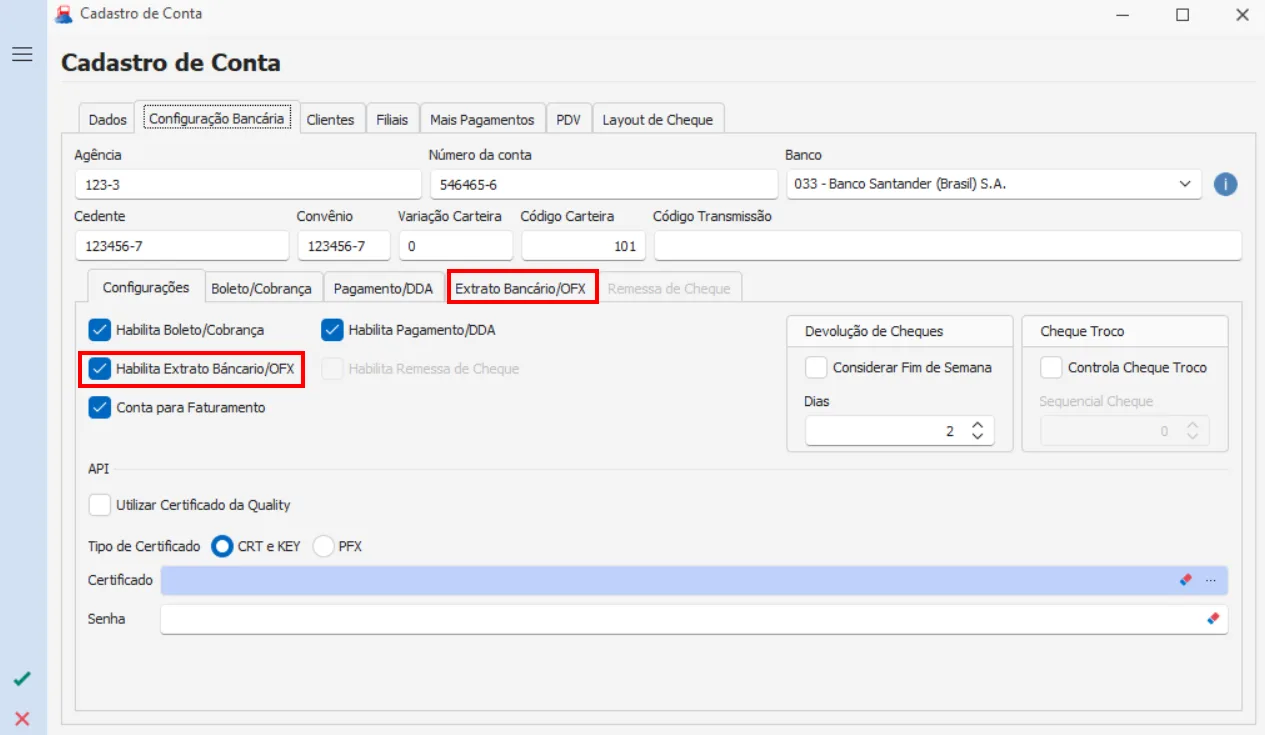 Cadastro de Conta
Cadastro de Conta
Dados Configuração Bancária Clientes Filiais Mais Pagamentos PDV Layout de Cheque
Agência Número da conta Banco
123-3 546465-6 033 - Banco Santander (Brasil) S.A. i
Cedente Convênio Variação Carteira Código Carteira Código Transmissão
123456-7 123456-7 0 101
Configurações Boleto/Cobrança Pagamento/DDA Extrato Bancário/OFX Remessa de Cheque
Habilita Boleto/Cobrança Habilita Pagamento/DDA Devolução de Cheques Cheque Troco
Habilita Extrato Báncario/OFX Habilita Remessa de Cheque Considerar Fim de Semana Controla Cheque Troco
Conta para Faturamento Dias Sequencial Cheque
2 0
API
Utilizar Certificado da Quality
Tipo de Certificado CRT e KEY PFX
Certificado ...
Senha